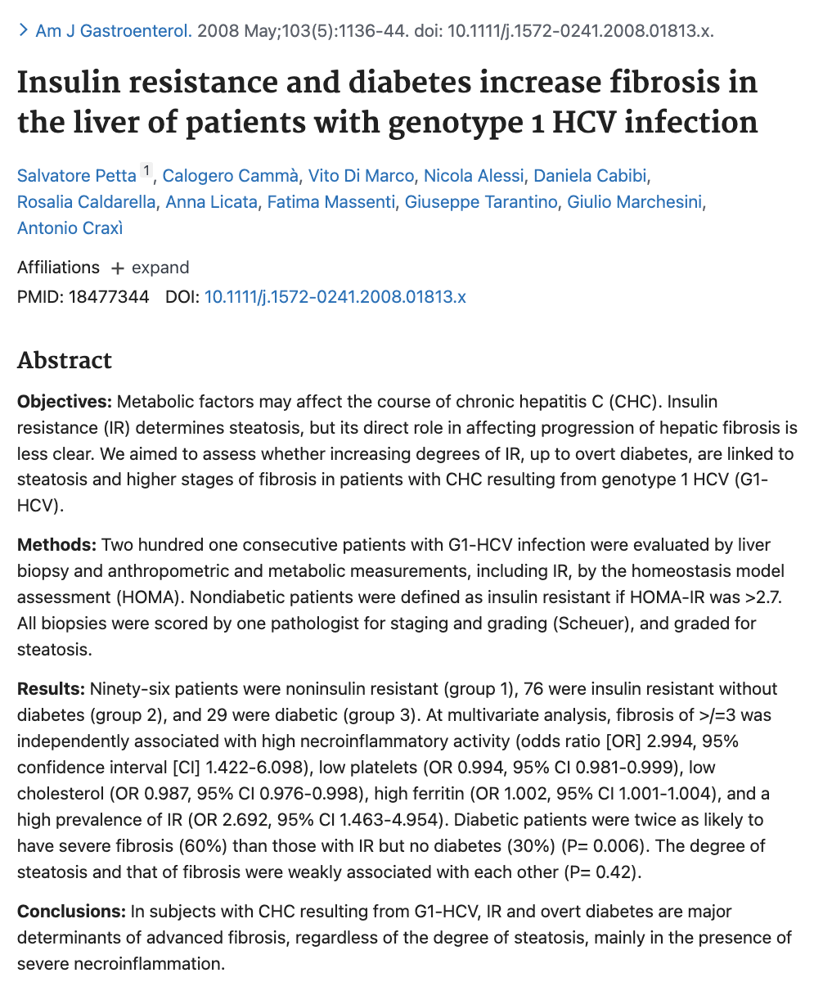 > Am J Gastroenterol. 2008 May;103(5):1136-44. doi: 10.1111/j.1572-0241.2008.01813.x.
Insulin resistance and diabetes increase fibrosis in
the liver of patients with genotype 1 HCV infection
Salvatore Petta 1, Calogero Cammà, Vito Di Marco, Nicola Alessi, Daniela Cabibi,
Rosalia Caldarella, Anna Licata, Fatima Massenti, Giuseppe Tarantino, Giulio Marchesini,
Antonio Craxì
Affiliations + expand
PMID: 18477344 DOI: 10.1111/j.1572-0241.2008.01813.x
Abstract
Objectives: Metabolic factors may affect the course of chronic hepatitis C (CHC). Insulin
resistance (IR) determines steatosis, but its direct role in affecting progression of hepatic fibrosis is
less clear. We aimed to assess whether increasing degrees of IR, up to overt diabetes, are linked to
steatosis and higher stages of fibrosis in patients with CHC resulting from genotype 1 HCV (G1-
HCV).
Methods: Two hundred one consecutive patients with G1-HCV infection were evaluated by liver
biopsy and anthropometric and metabolic measurements, including IR, by the homeostasis model
assessment (HOMA). Nondiabetic patients were defined as insulin resistant if HOMA-IR was >2.7.
All biopsies were scored by one pathologist for staging and grading (Scheuer), and graded for
steatosis.
Results: Ninety-six patients were noninsulin resistant (group 1), 76 were insulin resistant without
diabetes (group 2), and 29 were diabetic (group 3). At multivariate analysis, fibrosis of >/=3 was
independently associated with high necroinflammatory activity (odds ratio [OR] 2.994, 95%
confidence interval [CI] 1.422-6.098), low platelets (OR 0.994, 95% CI 0.981-0.999), low
cholesterol (OR 0.987, 95% CI 0.976-0.998), high ferritin (OR 1.002, 95% CI 1.001-1.004), and a
high prevalence of IR (OR 2.692, 95% CI 1.463-4.954). Diabetic patients were twice as likely to
have severe fibrosis (60%) than those with IR but no diabetes (30%) (P= 0.006). The degree of
steatosis and that of fibrosis were weakly associated with each other (P= 0.42).
Conclusions: In subjects with CHC resulting from G1-HCV, IR and overt diabetes are major
determinants of advanced fibrosis, regardless of the degree of steatosis, mainly in the presence of
severe necroinflammation.